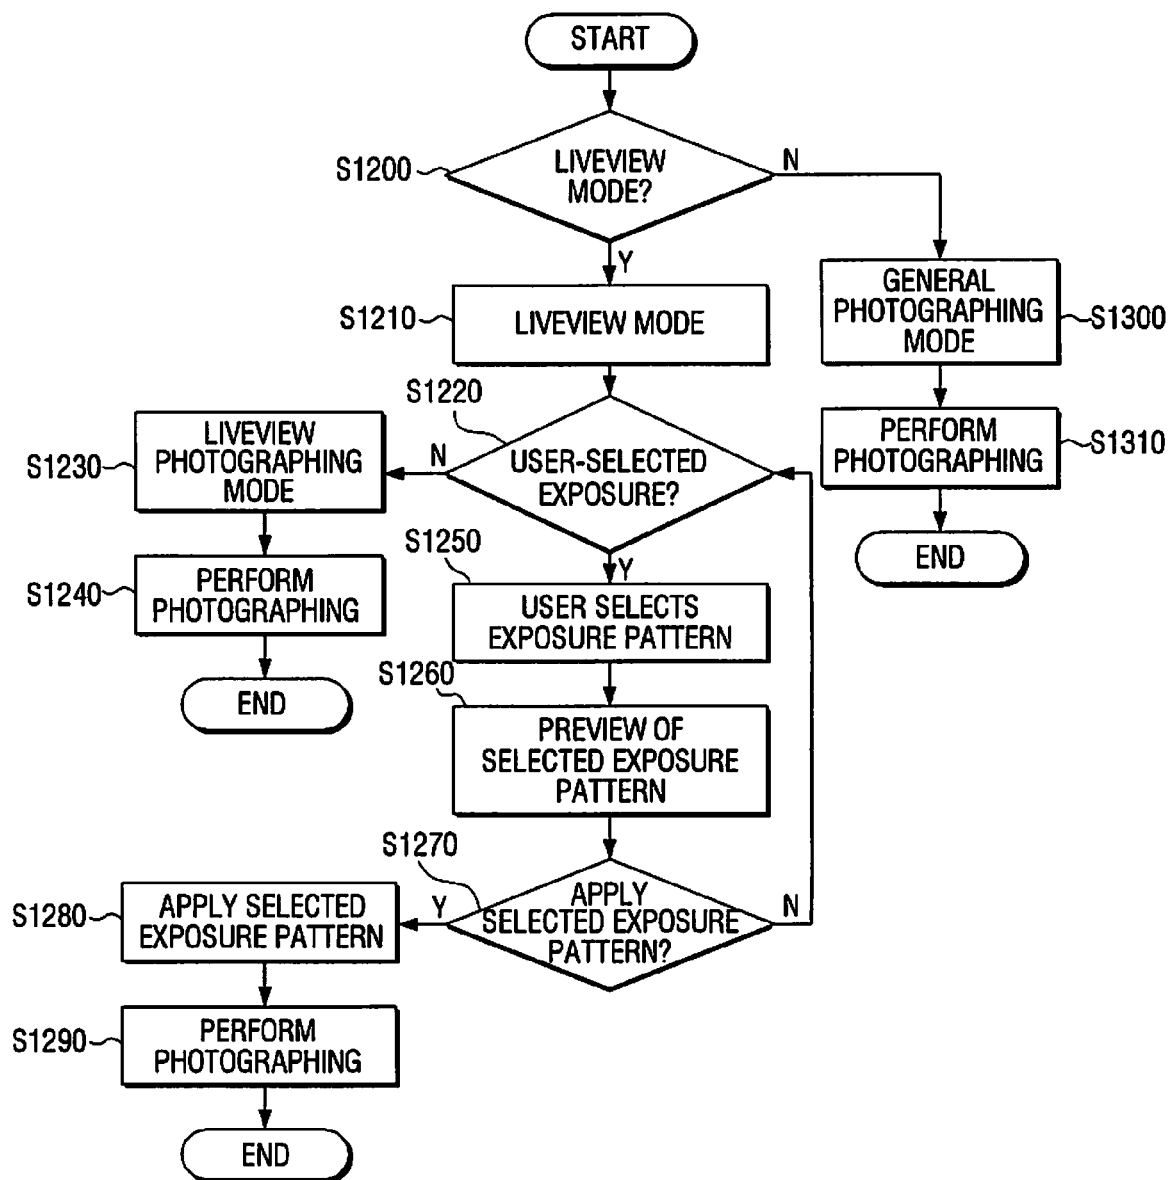 START
S1200
LIVEVIEW
MODE?
N
Y
S1210
LIVEVIEW MODE
GENERAL
PHOTOGRAPHING
MODE
S1300
S1220
USER-SELECTED
EXPOSURE?
N
Y
S1230
LIVEVIEW
PHOTOGRAPHING
MODE
PERFORM
PHOTOGRAPHING
S1310
END
S1240
PERFORM
PHOTOGRAPHING
END
S1250
USER SELECTS
EXPOSURE PATTERN
S1260
PREVIEW OF
SELECTED EXPOSURE
PATTERN
S1270
APPLY
SELECTED EXPOSURE
PATTERN?
Y
N
S1280
APPLY SELECTED
EXPOSURE PATTERN
S1290
PERFORM
PHOTOGRAPHING
END